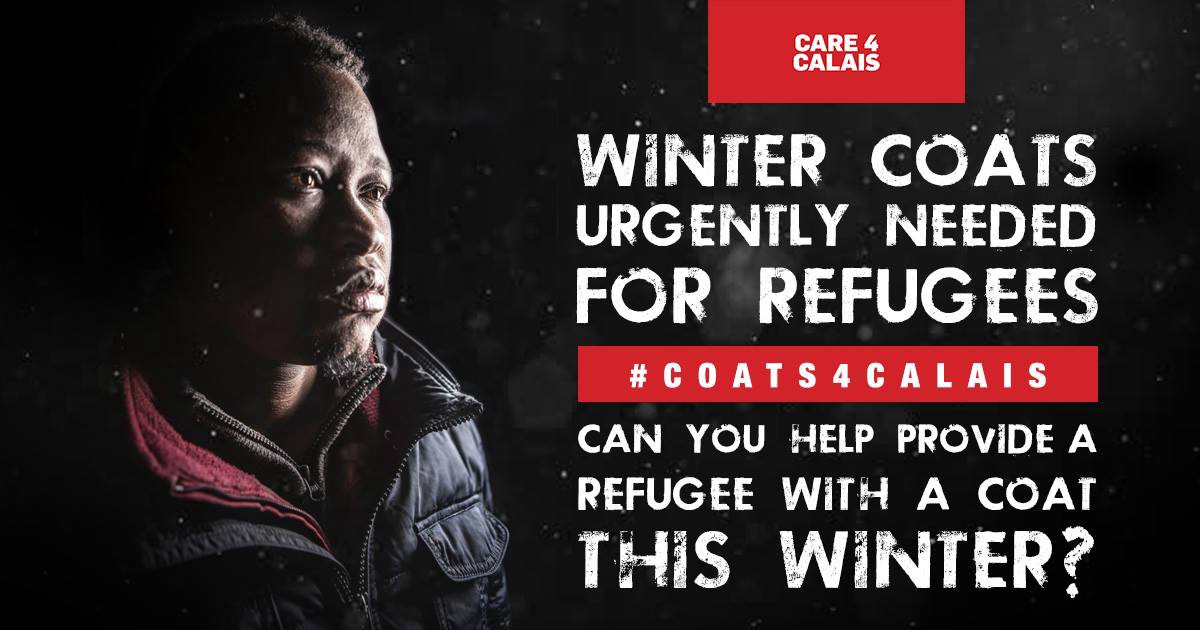 CARE 4
CALAIS
WINTER COATS
URGENTLY NEEDED
FOR REFUGEES
#COATS4CALAIS
CAN YOU HELP PROVIDE A
REFUGEE WITH A COAT
THIS WINTER?